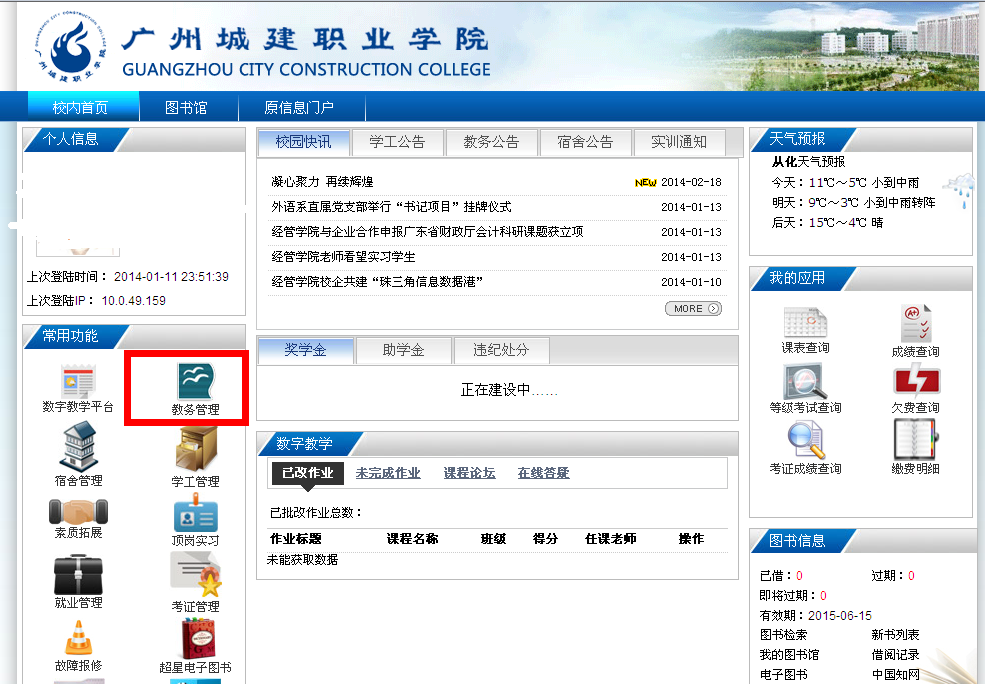 广州城建职业学院
GUANGZHOU CITY CONSTRUCTION COLLEGE
校内首页 图书馆 原信息门户
个人信息
上次登陆时间： 2014-01-11 23:51:39
上次登陆IP： 10.0.49.159
常用功能
数字教学平台 教务管理
宿舍管理 学工管理
素质拓展 顶岗实习
就业管理 考证管理
故障报修 超星电子图书
校园快讯 学工公告 教务公告 宿舍公告 实训通知
凝心聚力 再续辉煌 NEW 2014-02-18
外语系直属党支部举行“书记项目”挂牌仪式 2014-01-13
经管学院与企业合作申报广东省财政厅会计科研课题获立项 2014-01-13
经管学院老师看望实习学生 2014-01-13
经管学院校企共建“珠三角信息数据港” 2014-01-10
MORE
奖学金 助学金 违纪处分
正在建设中……
数字教学
已改作业 未完成作业 课程论坛 在线答疑
已批改作业总数：
作业标题 课程名称 班级 得分 任课老师 操作
未能获取数据
天气预报
从化天气预报
今天：11℃～5℃ 小到中雨
明天：9℃～3℃ 小到中雨转阵
后天：15℃～4℃ 晴
我的应用
课表查询 成绩查询
等级考试查询 欠费查询
考证成绩查询 缴费明细
图书信息
已借：0 过期：0
即将过期：0
有效期：2015-06-15
图书检索 新书列表
我的图书馆 借阅记录
电子图书 中国知网